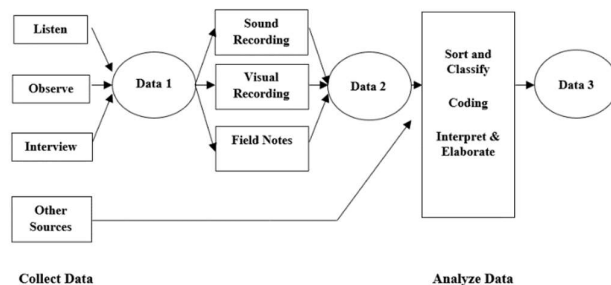 Listen
Observe
Interview
Other
Sources
Data 1
Sound
Recording
Visual
Recording
Field Notes
Data 2
Sort and
Classify
Coding
Interpret &
Elaborate
Data 3
Collect Data
Analyze Data